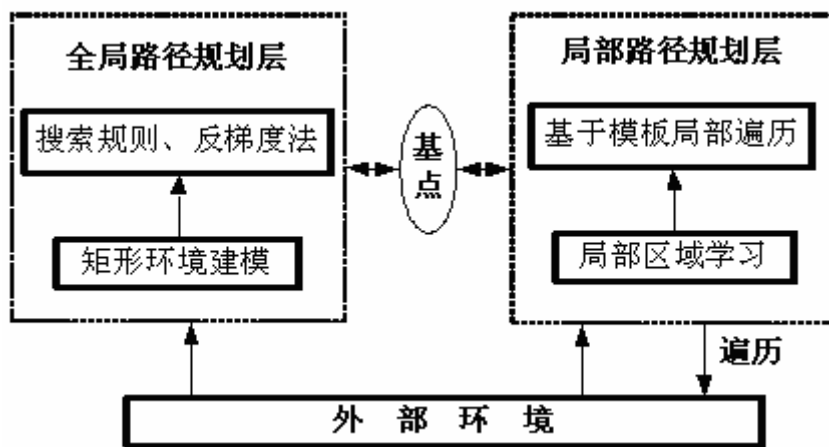 全局路径规划层
搜索规则、反梯度法
矩形环境建模
基点
局部路径规划层
基于模板局部遍历
局部区域学习
遍历
外部环境